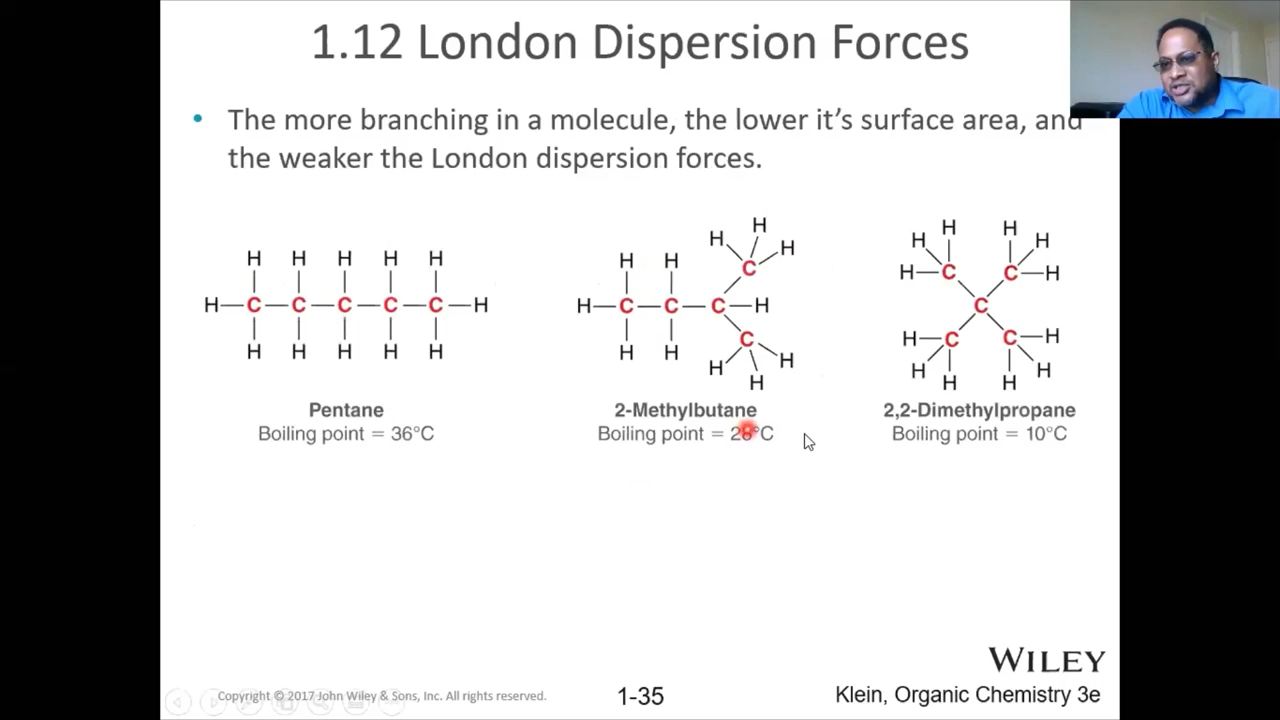 1.12 London Dispersion Forces
• The more branching in a molecule, the lower it's surface area, and
the weaker the London dispersion forces.
H H H H H
H—C—C—C—C—C—H
H H H H H
Pentane
Boiling point = 36°C
H
H H
H H C
H—C—C—C—H
H H C
H H
H
2-Methylbutane
Boiling point = 28°C
H H
H H
H—C C—H
C
H—C C—H
H H
H H
2,2-Dimethylpropane
Boiling point = 10°C
WILEY
Copyright © 2017 John Wiley & Sons, Inc. All rights reserved.
1-35
Klein, Organic Chemistry 3e